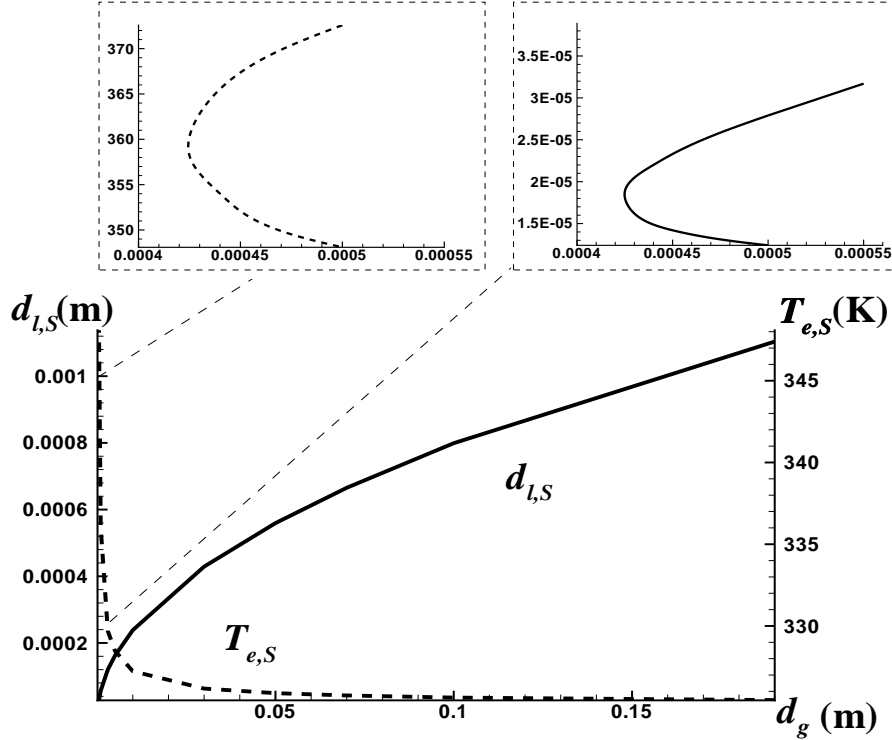 370
365
360
355
350
0.0004
0.00045
0.0005
0.00055
3.5E-05
3E-05
2.5E-05
2E-05
1.5E-05
0.0004
0.00045
0.0005
0.00055
d_{l,S}(m)
T_{e,S}(K)
0.001
0.0008
0.0006
0.0004
0.0002
345
340
335
330
d_{l,S}
T_{e,S}
0.05
0.1
0.15
d_g (m)